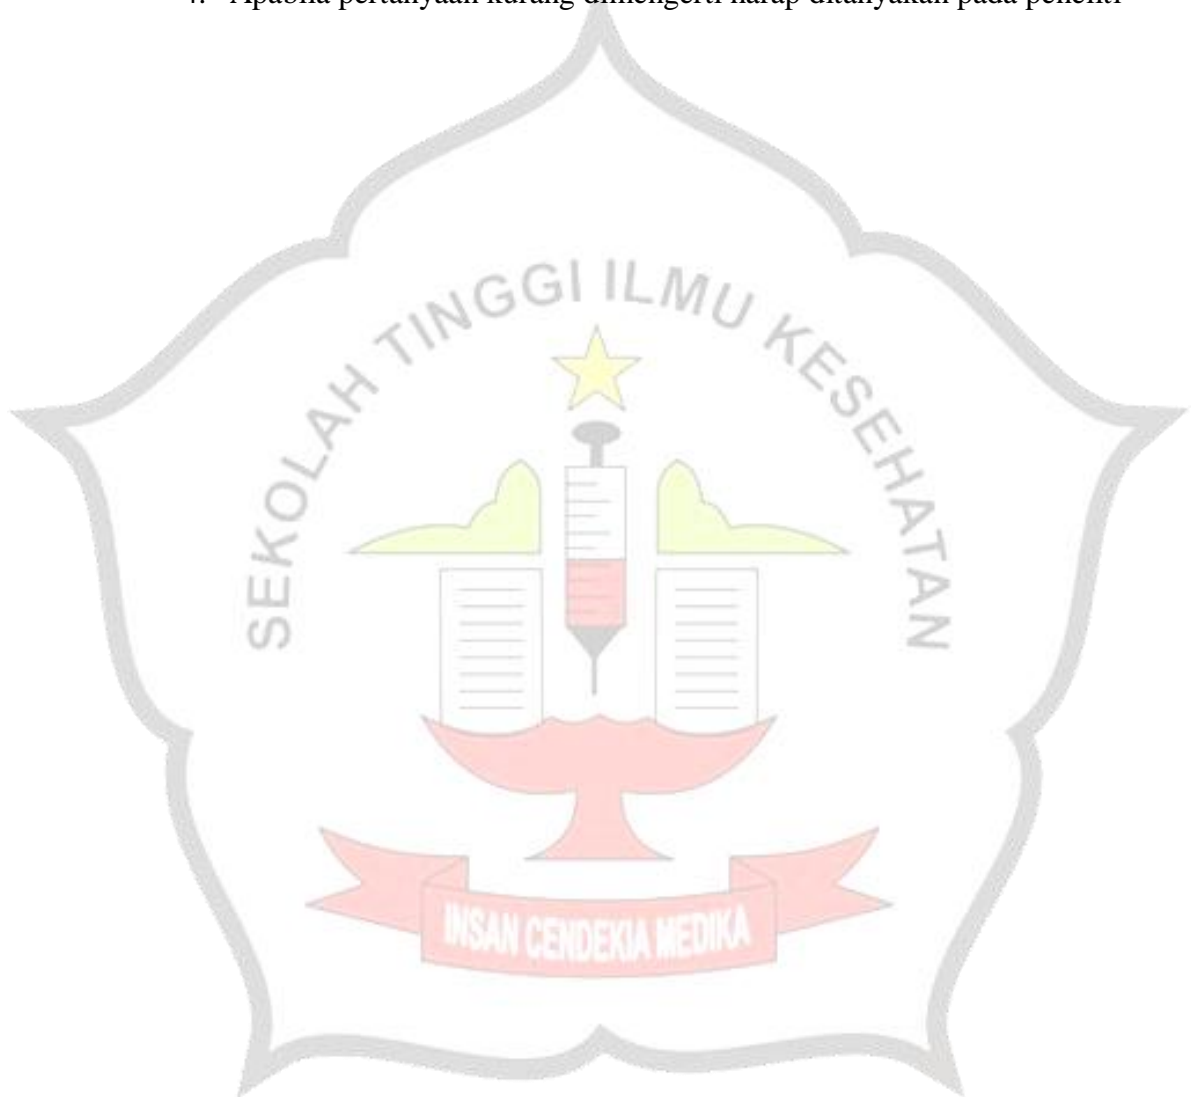 4. Apabila pertanyaan kurang dimengerti harap ditanyakan pada peneliti
SEKOLAH TINGGI ILMU KESEHATAN
INSAN CENDEKIA MEDIKA